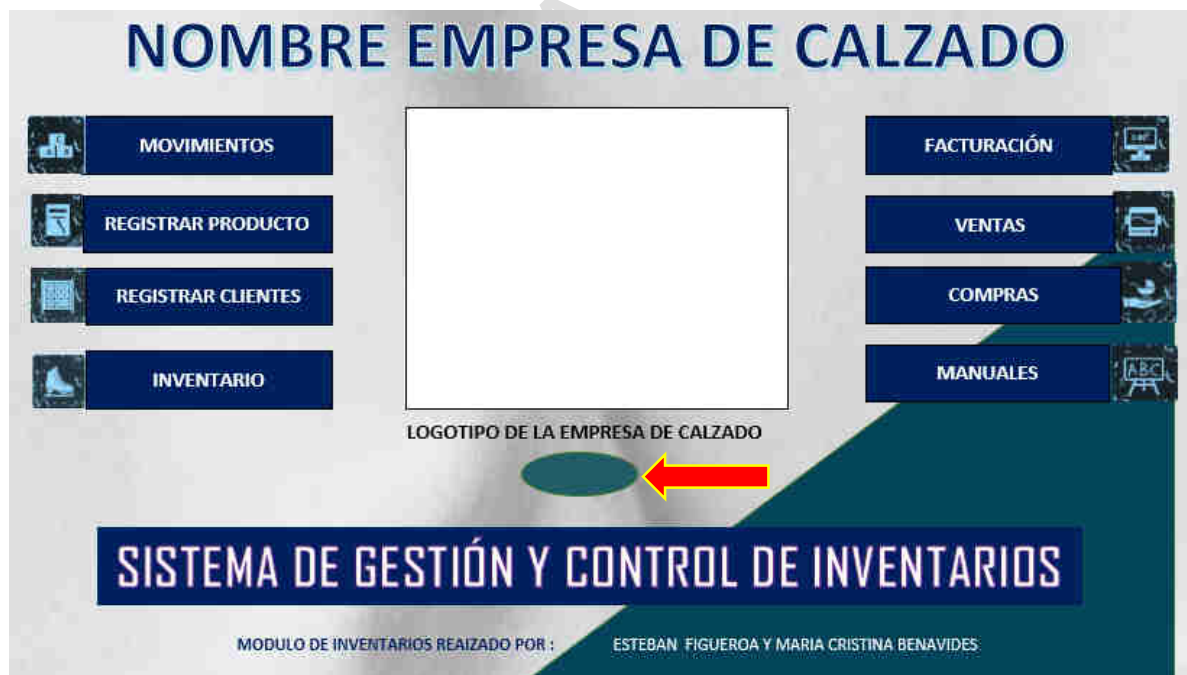 NOMBRE EMPRESA DE CALZADO
MOVIMIENTOS
REGISTRAR PRODUCTO
REGISTRAR CLIENTES
INVENTARIO
FACTURACIÓN
VENTAS
COMPRAS
MANUALES
ABC
LOGOTIPO DE LA EMPRESA DE CALZADO
SISTEMA DE GESTIÓN Y CONTROL DE INVENTARIOS
MODULO DE INVENTARIOS REAIZADO POR : ESTEBAN FIGUEROA Y MARIA CRISTINA BENAVIDES